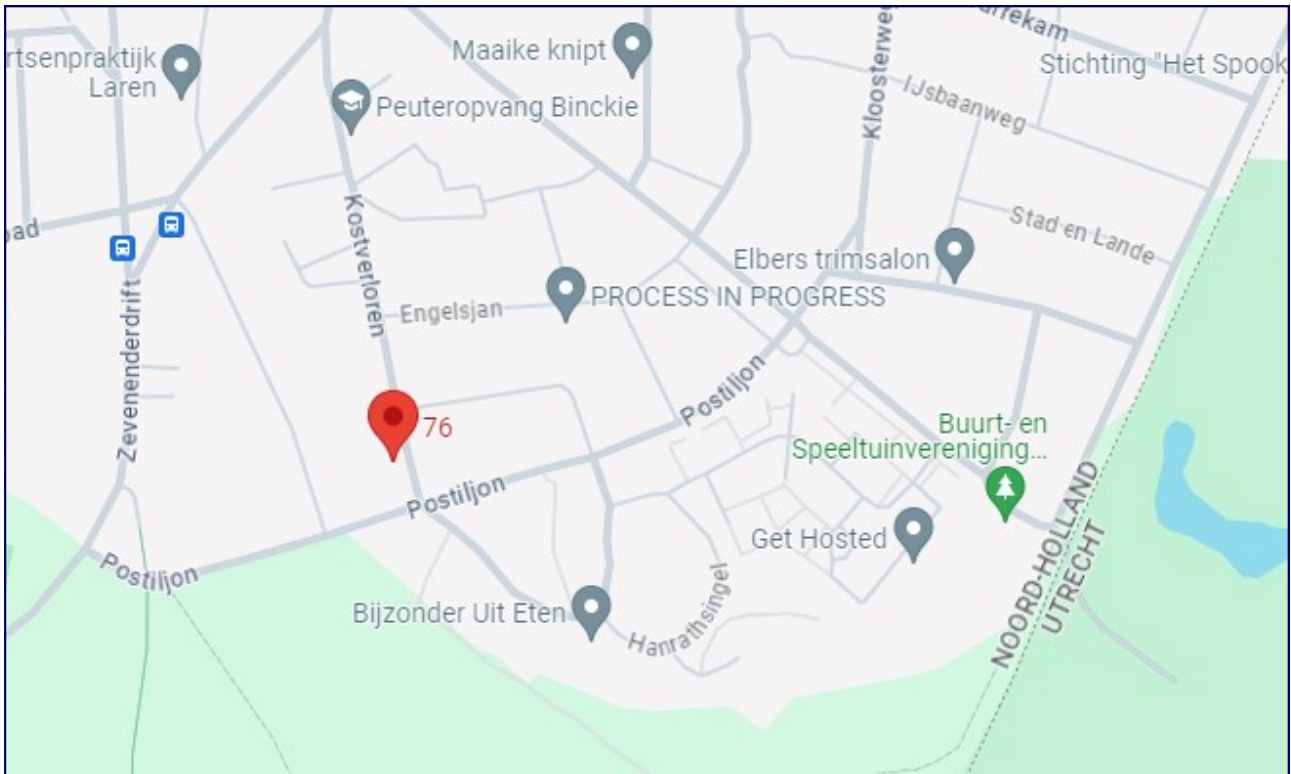 rtsenpraktijk
Laren
Maaike knipt
Kloosterweg
urrekam
Stichting "Het Spook
Peuteropvang Binckie
IJsbaanweg
Kostverloren
Stad en Lande
oad
Elbers trimsalon
Engelsjan
PROCESS IN PROGRESS
Zevenenderdrift
Postiljon
76
Buurt- en
Speeltuinvereniging...
Postiljon
NOORD-HOLLAND
UTRECHT
Get Hosted
Postiljon
Bijzonder Uit Eten
Hanrathsingel